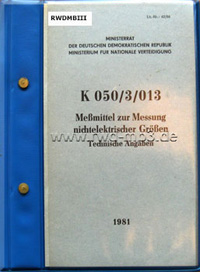 RWDMBIII
MINISTERRAT
DER DEUTSCHEN DEMOKRATISCHEN REPUBLIK
MINISTERIUM FÜR NATIONALE VERTEIDIGUNG
K 050/3/013
Meßmittel zur Messung
nichtelektrischer Größen
Technische Angaben
1981